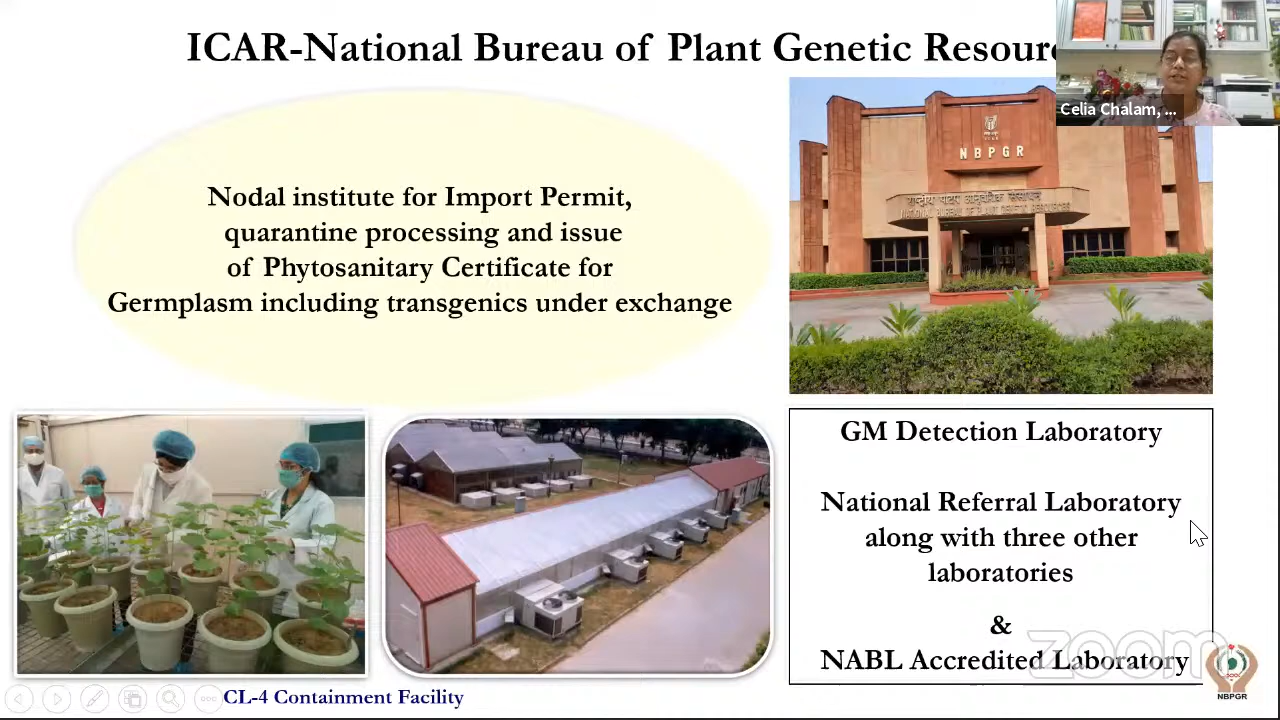 ICAR-National Bureau of Plant Genetic Resour
Celia Chalam, ...
NBPGR
Nodal institute for Import Permit,
quarantine processing and issue
of Phytosanitary Certificate for
Germplasm including transgenics under exchange
GM Detection Laboratory
National Referral Laboratory
along with three other
laboratories
&
NABL Accredited Laboratory
zoom
NBPGR
CL-4 Containment Facility